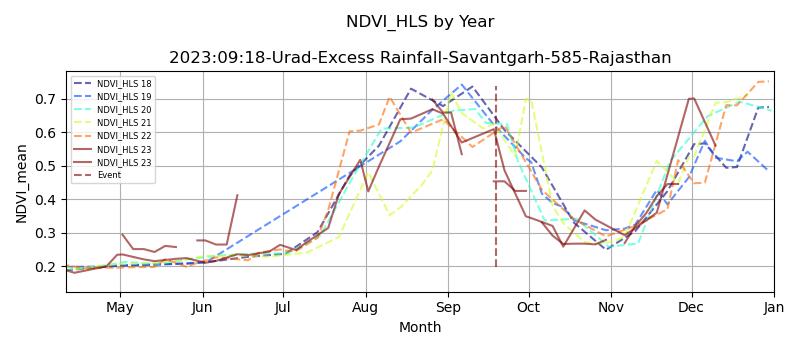 NDVI_HLS by Year
2023:09:18-Urad-Excess Rainfall-Savantgarh-585-Rajasthan
NDVI_HLS 18
NDVI_HLS 19
NDVI_HLS 20
NDVI_HLS 21
NDVI_HLS 22
NDVI_HLS 23
NDVI_HLS 23
Event
NDVI_mean
0.7
0.6
0.5
0.4
0.3
0.2
May Jun Jul Aug Sep Oct Nov Dec Jan
Month